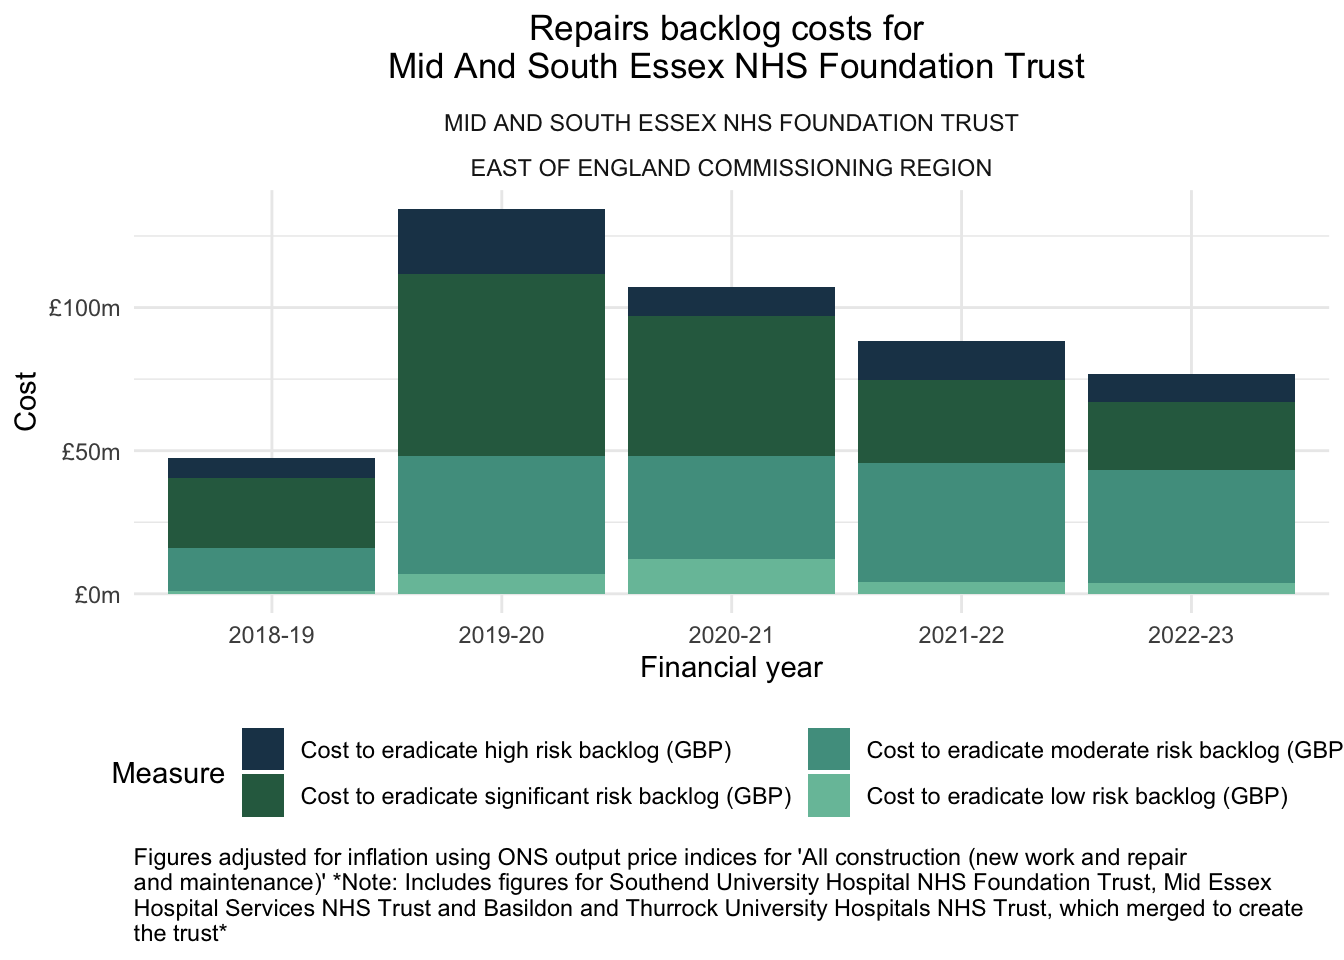 Repairs backlog costs for
Mid And South Essex NHS Foundation Trust
MID AND SOUTH ESSEX NHS FOUNDATION TRUST
EAST OF ENGLAND COMMISSIONING REGION
£100m
£50m
£0m
Cost
2018-19 2019-20 2020-21 2021-22 2022-23
Financial year
Measure
Cost to eradicate high risk backlog (GBP)
Cost to eradicate significant risk backlog (GBP)
Cost to eradicate moderate risk backlog (GBP
Cost to eradicate low risk backlog (GBP)
Figures adjusted for inflation using ONS output price indices for 'All construction (new work and repair
and maintenance)' *Note: Includes figures for Southend University Hospital NHS Foundation Trust, Mid Essex
Hospital Services NHS Trust and Basildon and Thurrock University Hospitals NHS Trust, which merged to create
the trust*